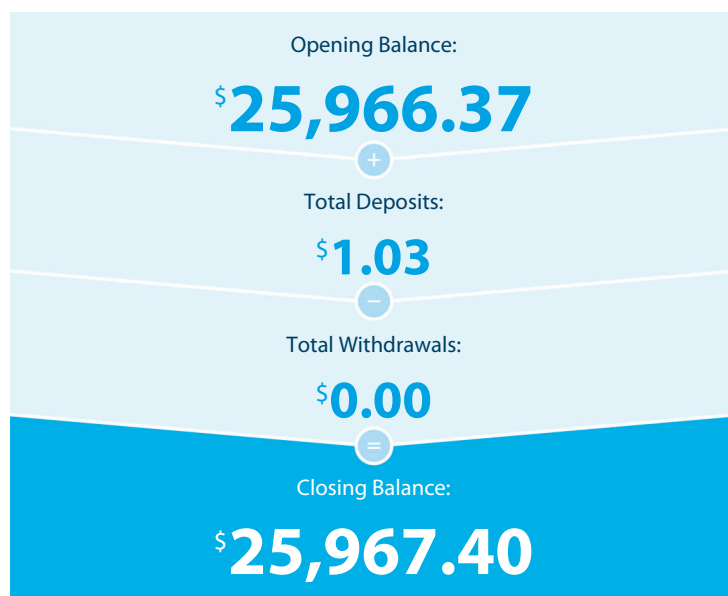 Opening Balance:
$25,966.37
+
Total Deposits:
$1.03
−
Total Withdrawals:
$0.00
=
Closing Balance:
$25,967.40